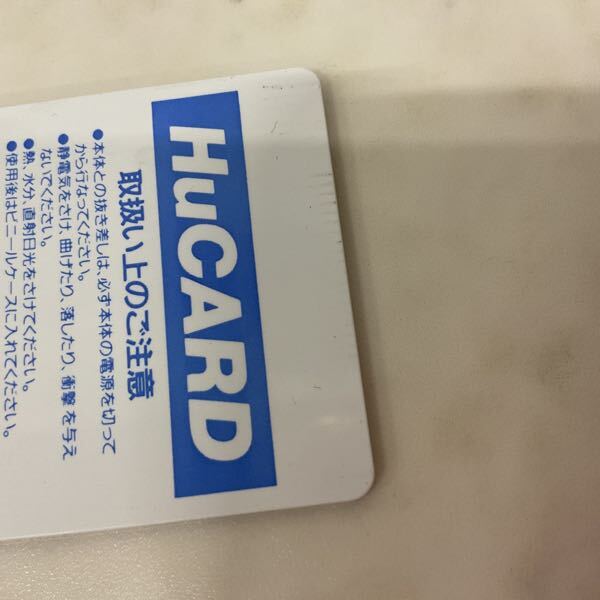 HuCARD
取扱い上のご注意
●本体との抜き差しは、必ず本体の電源を切って
から行なってください。
●静電気をさけ、曲げたり、落したり、衝撃を与え
ないでください。
●熱、水分、直射日光をさけてください。
●使用後はビニールケースに入れてください。